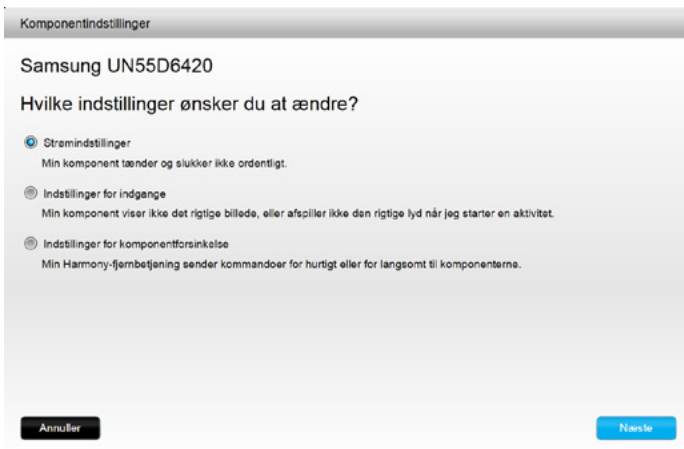 Komponentindstillinger
Samsung UN55D6420
Hvilke indstillinger ønsker du at ændre?
Strømindstillinger
Min komponent tænder og slukker ikke ordentligt.
Indstillinger for indgange
Min komponent viser ikke det rigtige billede, eller afspiller ikke den rigtige lyd når jeg starter en aktivitet.
Indstillinger for komponentforsinkelse
Min Harmony-fjernbetjening sender kommandoer for hurtigt eller for langsomt til komponenterne.
Annuller
Næste